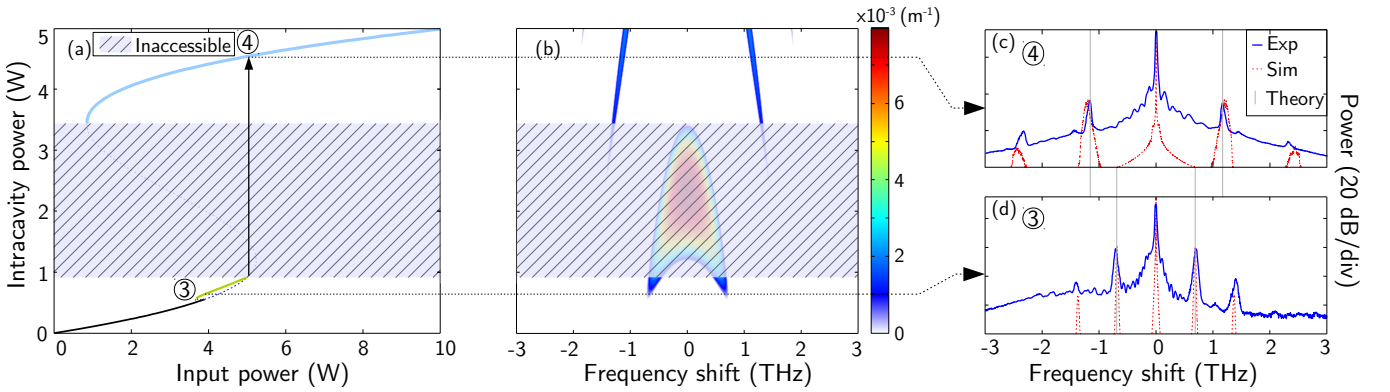 (a)
Inaccessible
④
③
Intracavity power (W)
5
4
3
2
1
0
0
2
4
6
8
10
Input power (W)
(b)
-3
-2
-1
0
1
2
3
Frequency shift (THz)
×10⁻³ (m⁻¹)
6
4
2
0
(c)
④
Exp
Sim
Theory
(d)
③
-3
-2
-1
0
1
2
3
Frequency shift (THz)
Power (20 dB/div)